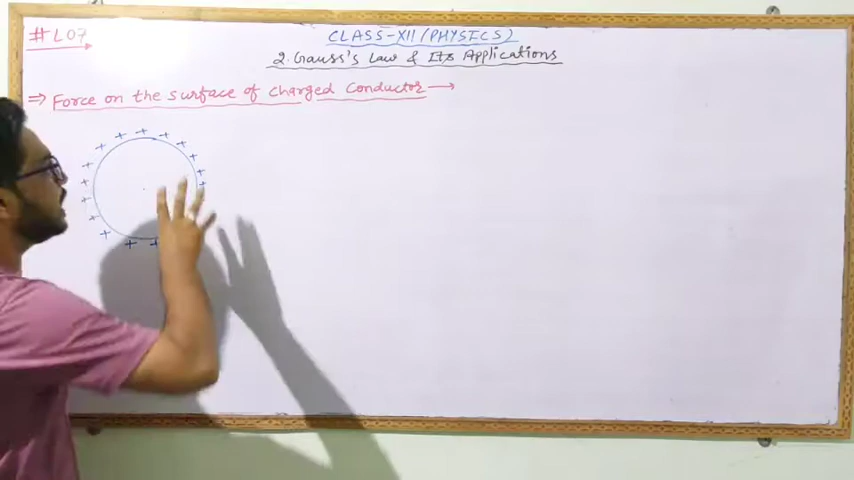 #L07
CLASS-XII (PHYSICS)
2. Gauss's Law & Its Applications
⇒ Force on the surface of Charged Conductor →
+ + + + + + + + + + + + + + + + +